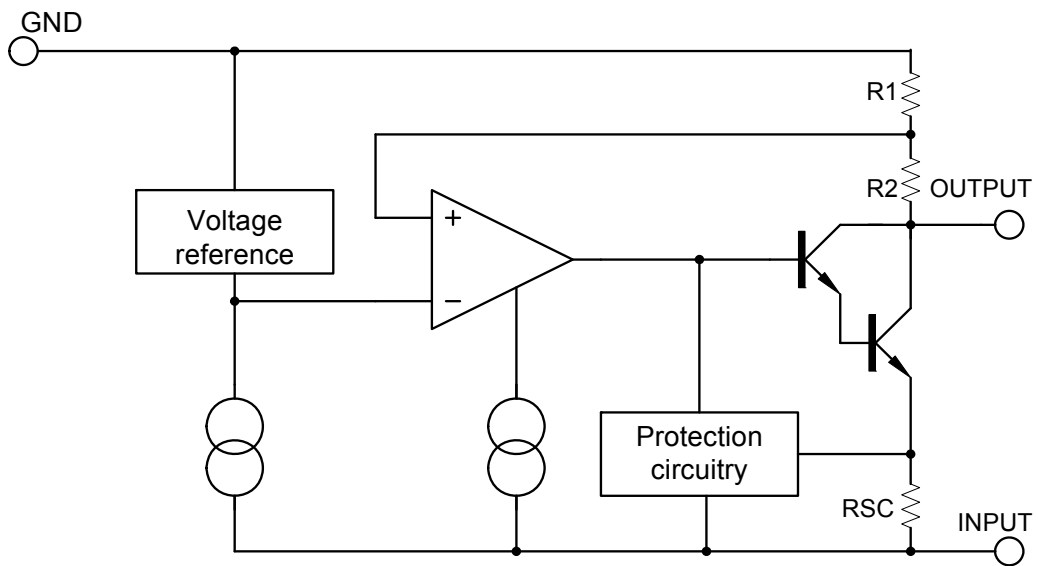 GND
R1
R2
OUTPUT
Voltage
reference
+
−
Protection
circuitry
RSC
INPUT